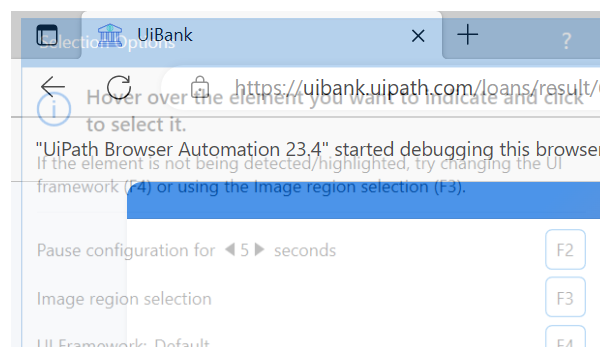 Selection Options
UiBank
?
https://uibank.uipath.com/loans/result/
Hover over the element you want to indicate and click
to select it.
"UiPath Browser Automation 23.4" started debugging this browser
If the element is not being detected/highlighted, try changing the UI
framework (F4) or using the Image region selection (F3).
Pause configuration for 5 seconds F2
Image region selection F3
UI Framework: Default F4